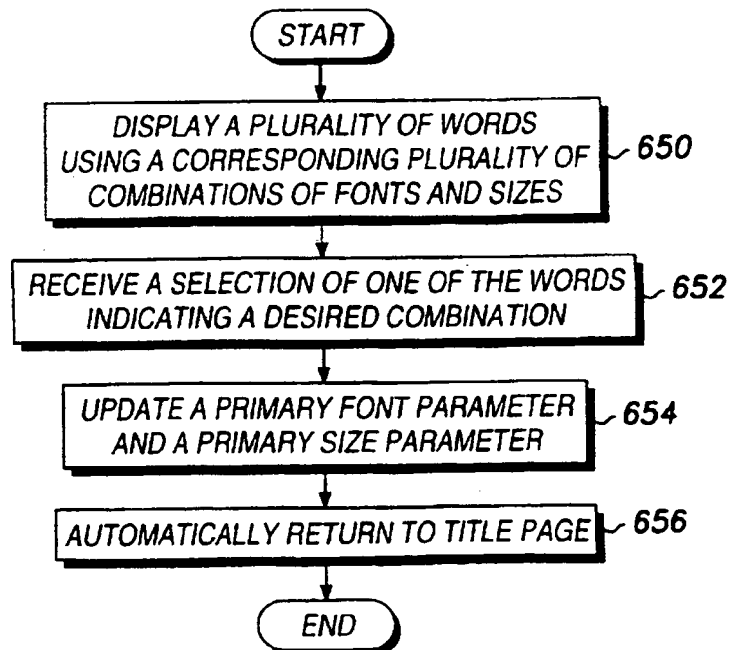 START
DISPLAY A PLURALITY OF WORDS
USING A CORRESPONDING PLURALITY OF
COMBINATIONS OF FONTS AND SIZES
650
RECEIVE A SELECTION OF ONE OF THE WORDS
INDICATING A DESIRED COMBINATION
652
UPDATE A PRIMARY FONT PARAMETER
AND A PRIMARY SIZE PARAMETER
654
AUTOMATICALLY RETURN TO TITLE PAGE
656
END